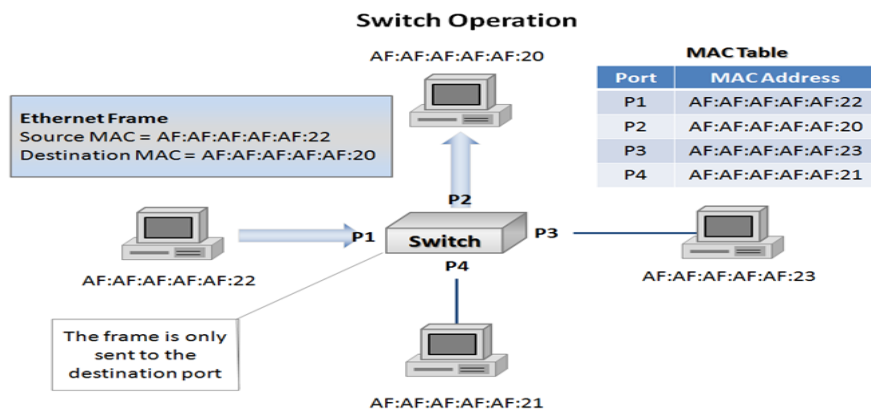 Switch Operation
AF:AF:AF:AF:AF:20
MAC Table
Port MAC Address
P1 AF:AF:AF:AF:AF:22
P2 AF:AF:AF:AF:AF:20
P3 AF:AF:AF:AF:AF:23
P4 AF:AF:AF:AF:AF:21
Ethernet Frame
Source MAC = AF:AF:AF:AF:AF:22
Destination MAC = AF:AF:AF:AF:AF:20
P2
P1
Switch
P3
P4
AF:AF:AF:AF:AF:22
AF:AF:AF:AF:AF:23
The frame is only
sent to the
destination port
AF:AF:AF:AF:AF:21